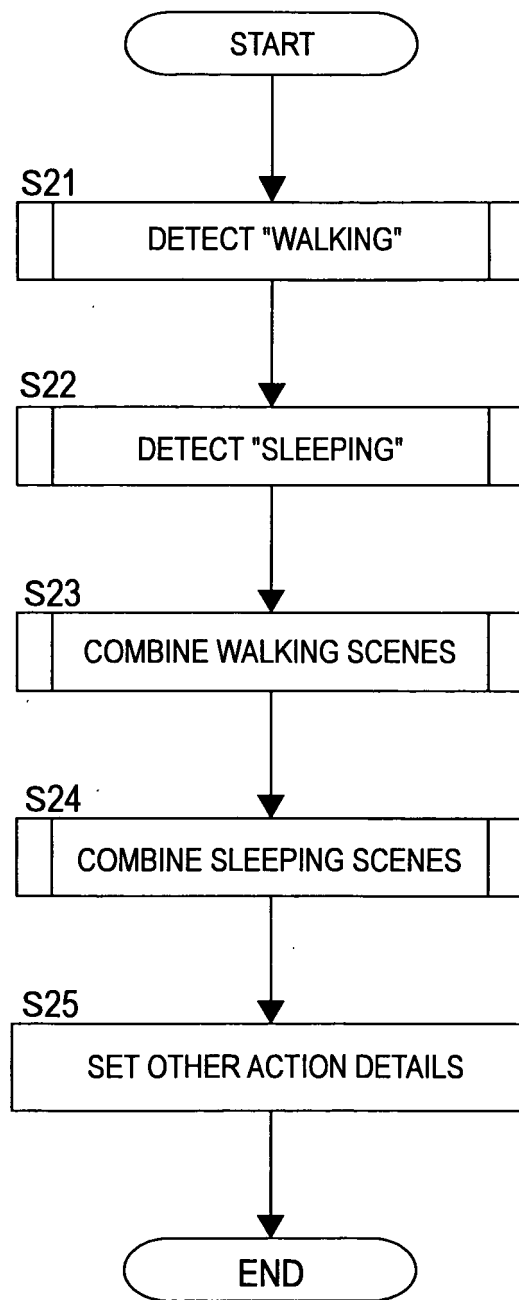 START
S21
DETECT "WALKING"
S22
DETECT "SLEEPING"
S23
COMBINE WALKING SCENES
S24
COMBINE SLEEPING SCENES
S25
SET OTHER ACTION DETAILS
END